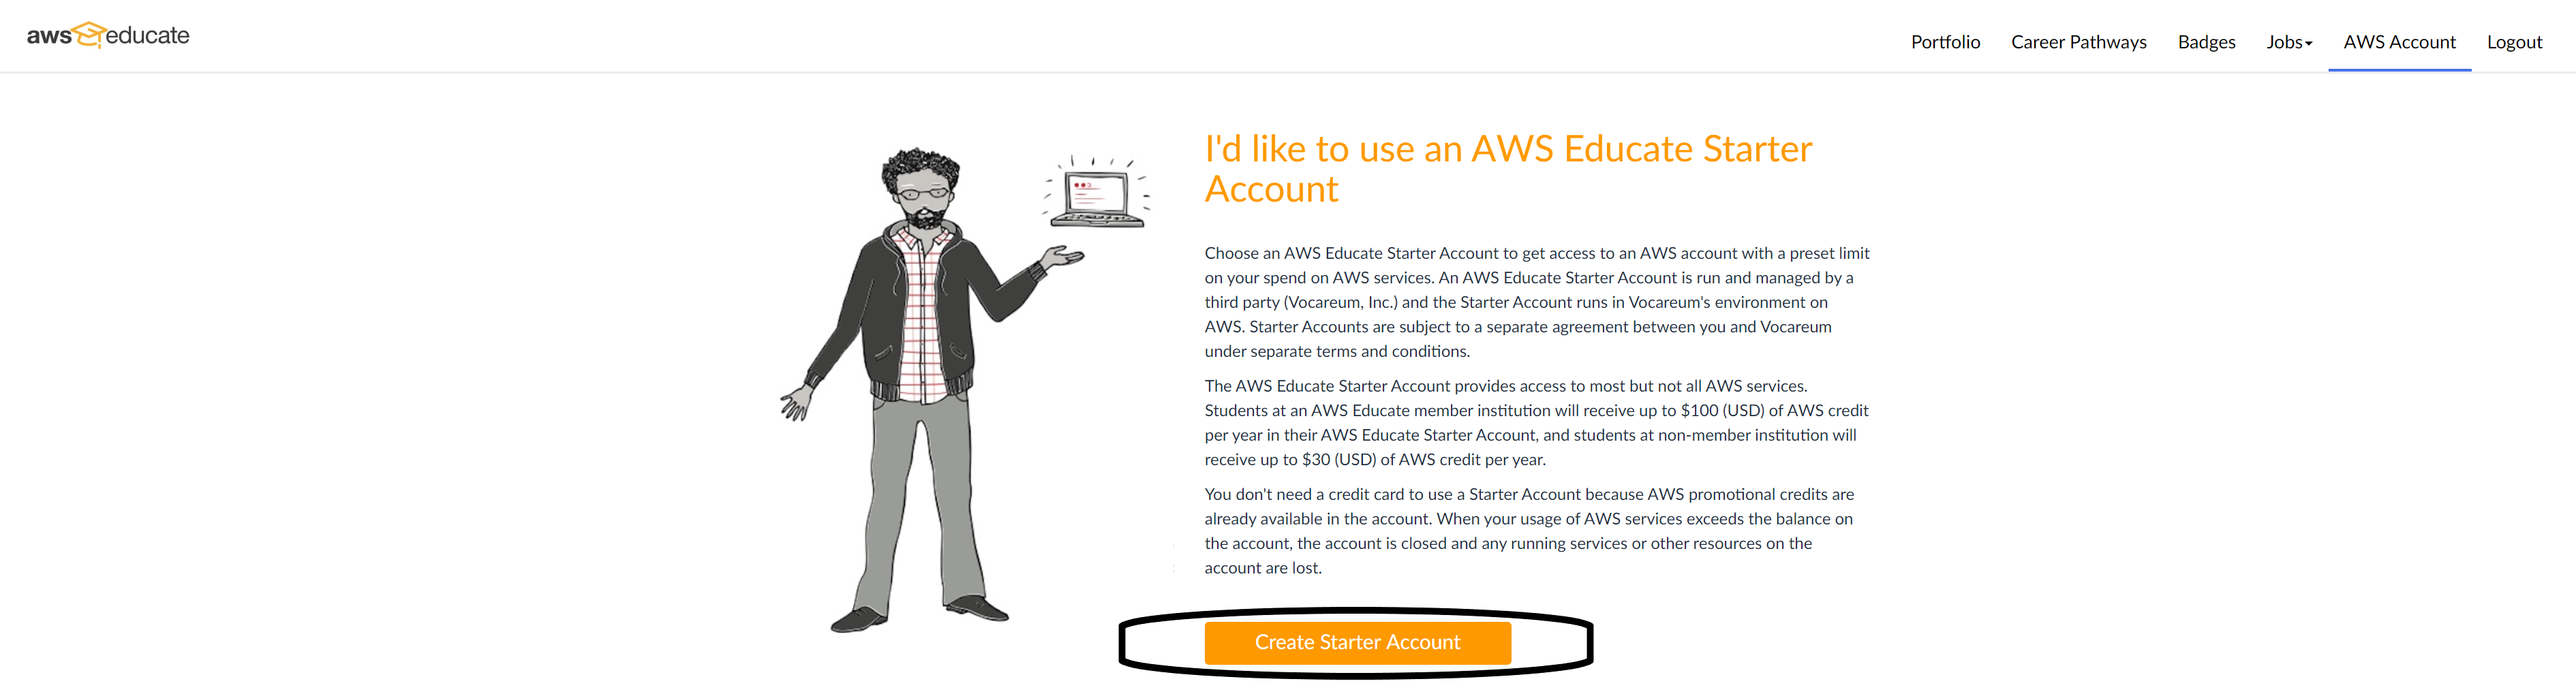 aws educate
Portfolio Career Pathways Badges Jobs AWS Account Logout
I'd like to use an AWS Educate Starter
Account
Choose an AWS Educate Starter Account to get access to an AWS account with a preset limit
on your spend on AWS services. An AWS Educate Starter Account is run and managed by a
third party (Vocareum, Inc.) and the Starter Account runs in Vocareum's environment on
AWS. Starter Accounts are subject to a separate agreement between you and Vocareum
under separate terms and conditions.
The AWS Educate Starter Account provides access to most but not all AWS services.
Students at an AWS Educate member institution will receive up to $100 (USD) of AWS credit
per year in their AWS Educate Starter Account, and students at non-member institution will
receive up to $30 (USD) of AWS credit per year.
You don't need a credit card to use a Starter Account because AWS promotional credits are
already available in the account. When your usage of AWS services exceeds the balance on
the account, the account is closed and any running services or other resources on the
account are lost.
Create Starter Account